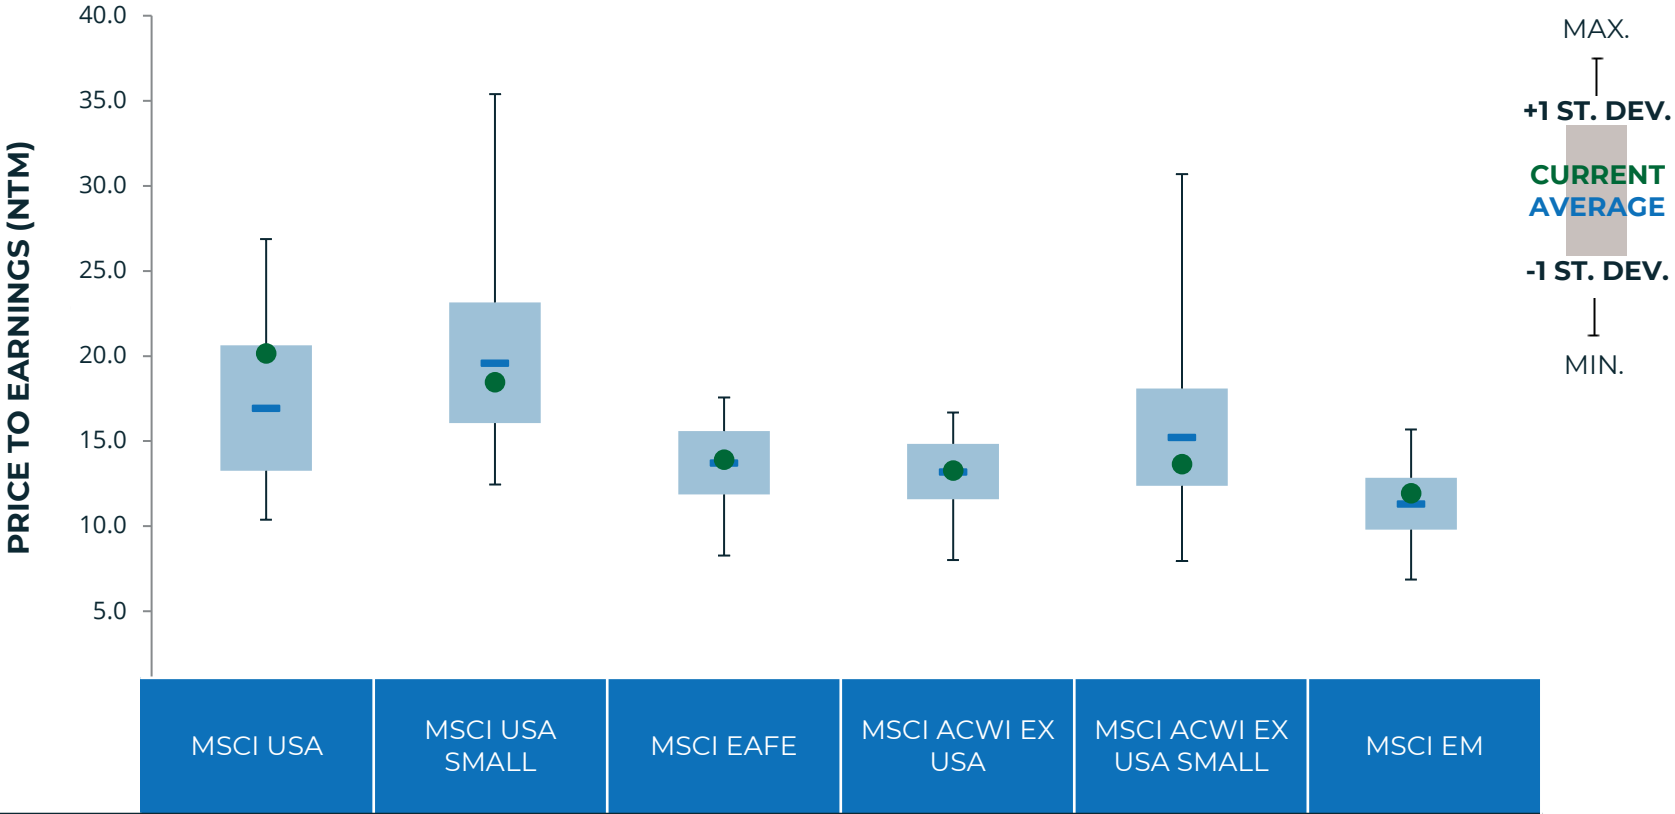 PRICE TO EARNINGS (NTM)
40.0
35.0
30.0
25.0
20.0
15.0
10.0
5.0
MAX.
+1 ST. DEV.
CURRENT
AVERAGE
-1 ST. DEV.
MIN.
MSCI USA
MSCI USA
SMALL
MSCI EAFE
MSCI ACWI EX
USA
MSCI ACWI EX
USA SMALL
MSCI EM